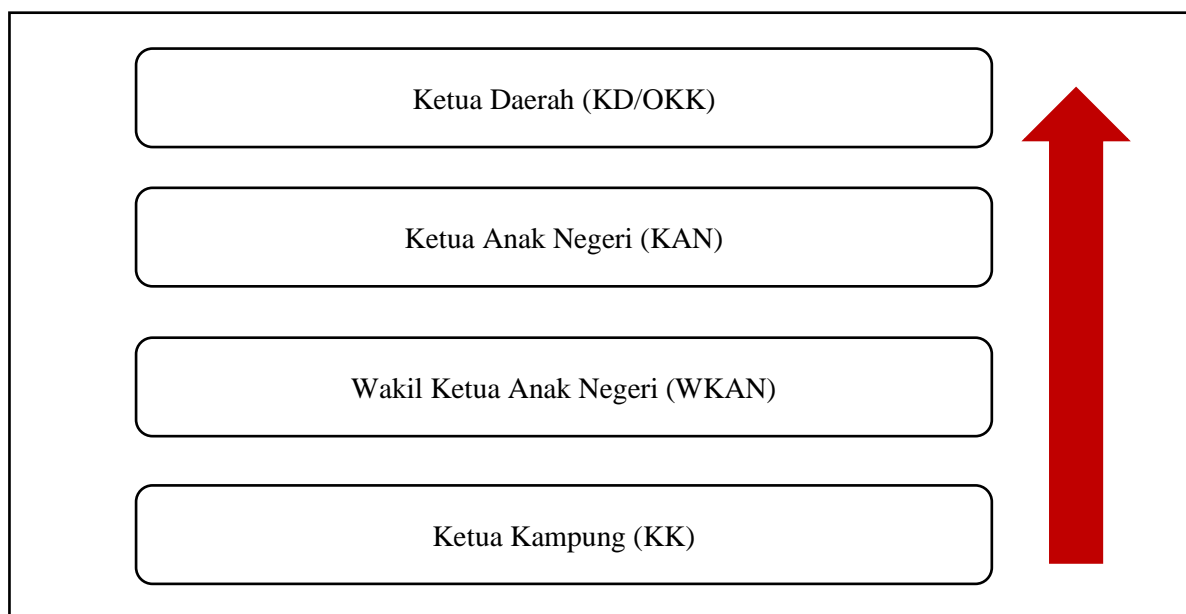 Ketua Daerah (KD/OKK)
Ketua Anak Negeri (KAN)
Wakil Ketua Anak Negeri (WKAN)
Ketua Kampung (KK)